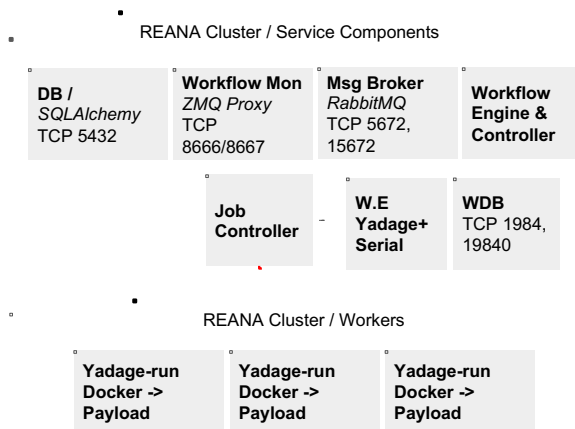 REANA Cluster / Service Components
DB /
SQLAlchemy
TCP 5432
Workflow Mon
ZMQ Proxy
TCP
8666/8667
Msg Broker
RabbitMQ
TCP 5672,
15672
Workflow
Engine &
Controller
Job
Controller
W.E
Yadage+
Serial
WDB
TCP 1984,
19840
REANA Cluster / Workers
Yadage-run
Docker ->
Payload
Yadage-run
Docker ->
Payload
Yadage-run
Docker ->
Payload